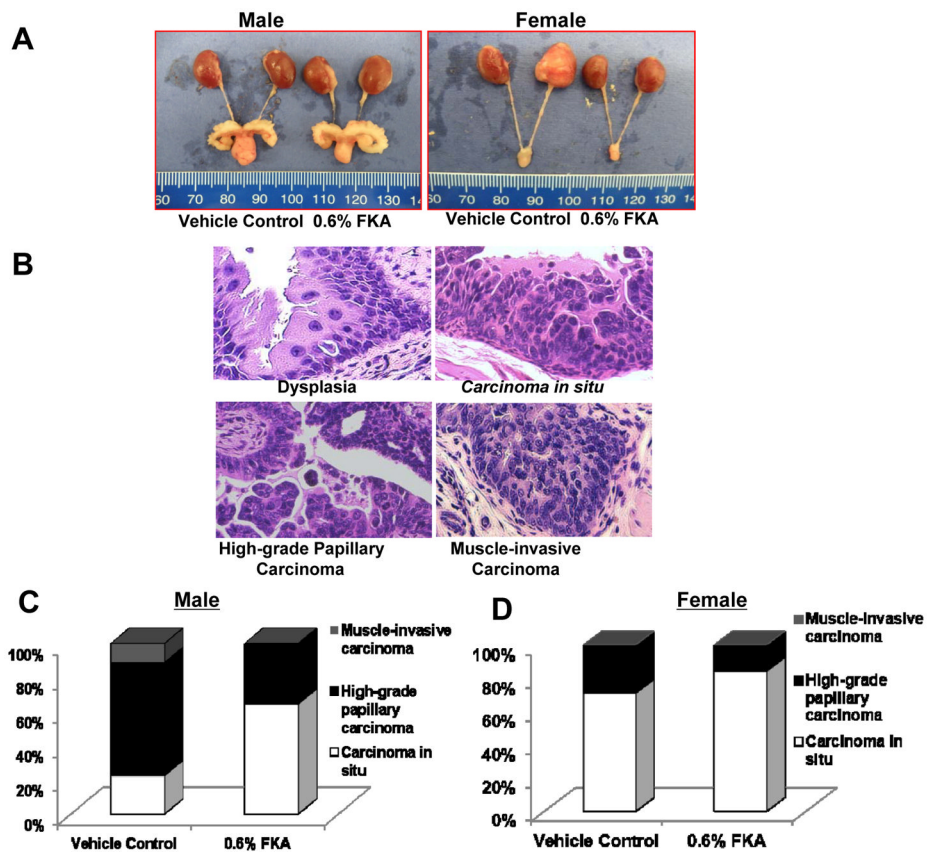 A
Male
Female
60 70 80 90 100 110 120 130 14
70 80 90 100 110 120 130
Vehicle Control 0.6% FKA
Vehicle Control 0.6% FKA
B
Dysplasia
Carcinoma in situ
High-grade Papillary
Carcinoma
Muscle-invasive
Carcinoma
C
Male
100%
80%
60%
40%
20%
0%
Vehicle Control
0.6% FKA
Muscle-invasive
carcinoma
High-grade
papillary
carcinoma
Carcinoma in
situ
D
Female
100%
80%
60%
40%
20%
0%
Vehicle Control
0.6% FKA
Muscle-invasive
carcinoma
High-grade
papillary
carcinoma
Carcinoma in
situ